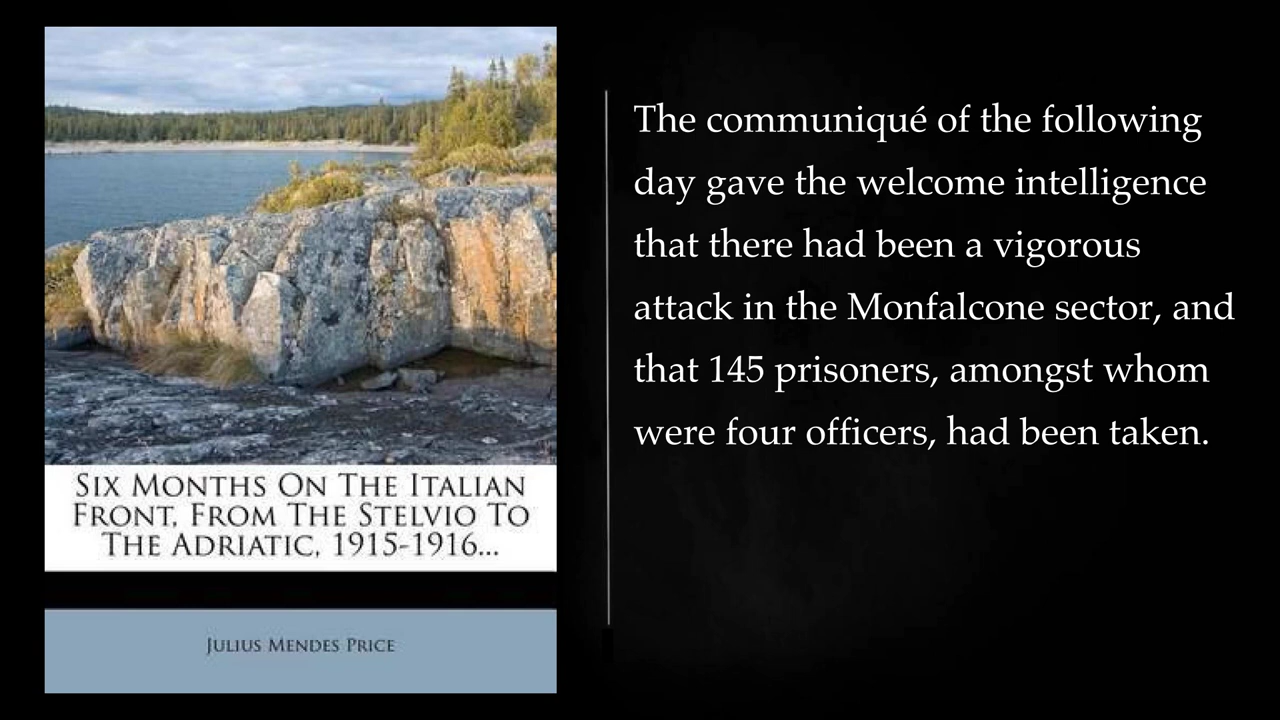 The communiqué of the following
day gave the welcome intelligence
that there had been a vigorous
attack in the Monfalcone sector, and
that 145 prisoners, amongst whom
were four officers, had been taken.
Six Months On The Italian
Front, From The Stelvio To
The Adriatic, 1915-1916...
Julius Mendes Price